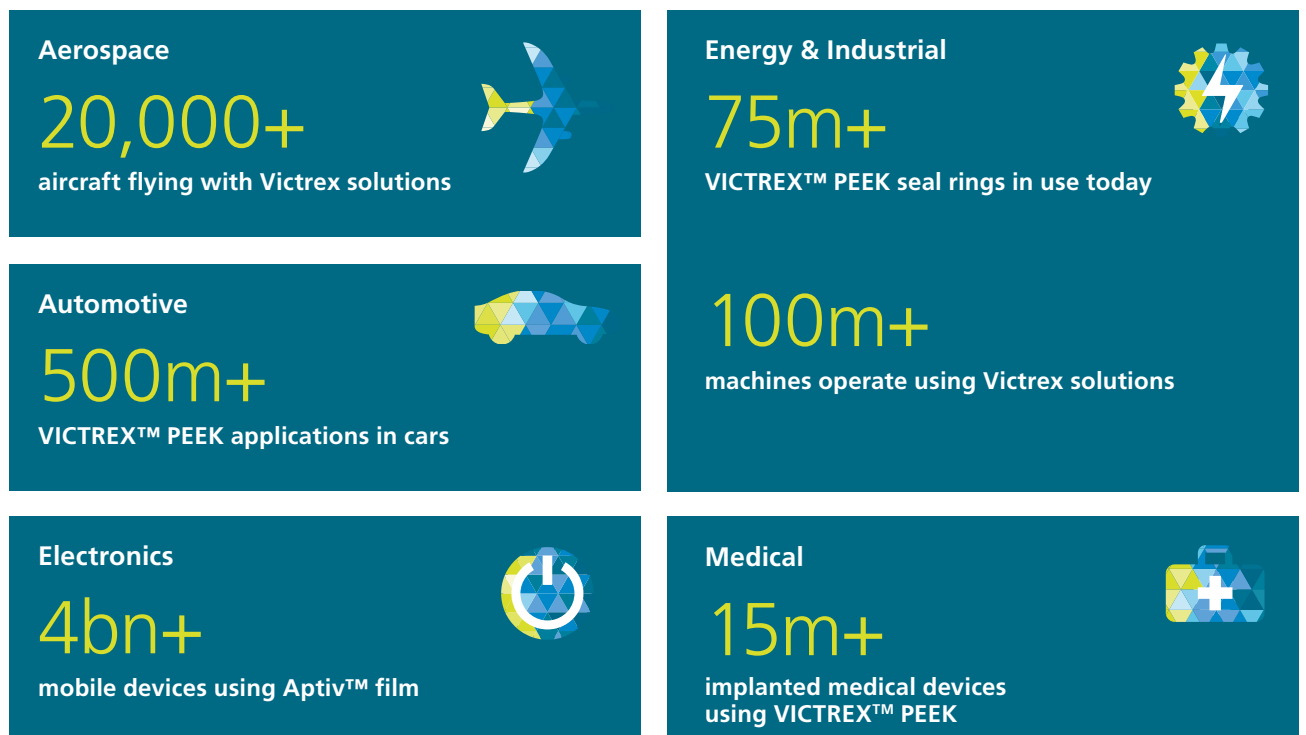 Aerospace
20,000+
aircraft flying with Victrex solutions
Automotive
500m+
VICTREX™ PEEK applications in cars
Electronics
4bn+
mobile devices using Aptiv™ film
Energy & Industrial
75m+
VICTREX™ PEEK seal rings in use today
100m+
machines operate using Victrex solutions
Medical
15m+
implanted medical devices
using VICTREX™ PEEK